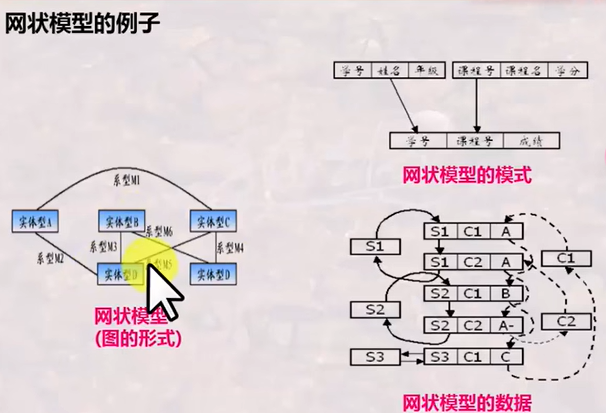 网状模型的例子
学号 姓名 年级 课程号 课程名 学分
学号 课程号 成绩
网状模型的模式
系型M1
实体型A 实体型B 实体型C
系型M6
系型M3 系型M4
系型M2 系型M5
实体型D 实体型D
网状模型
(图的形式)
S1 C1 A
S1
S1 C2 A
C1
S2 C1 B
S2
C2
S2 C2 A-
S3
S3 C1 C
网状模型的数据